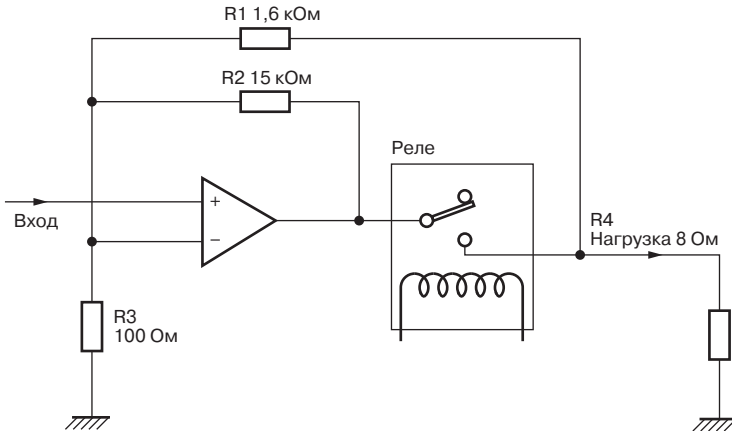 R1 1,6 кОм
R2 15 кОм
Реле
+
Вход
−
R4
Нагрузка 8 Ом
R3
100 Ом